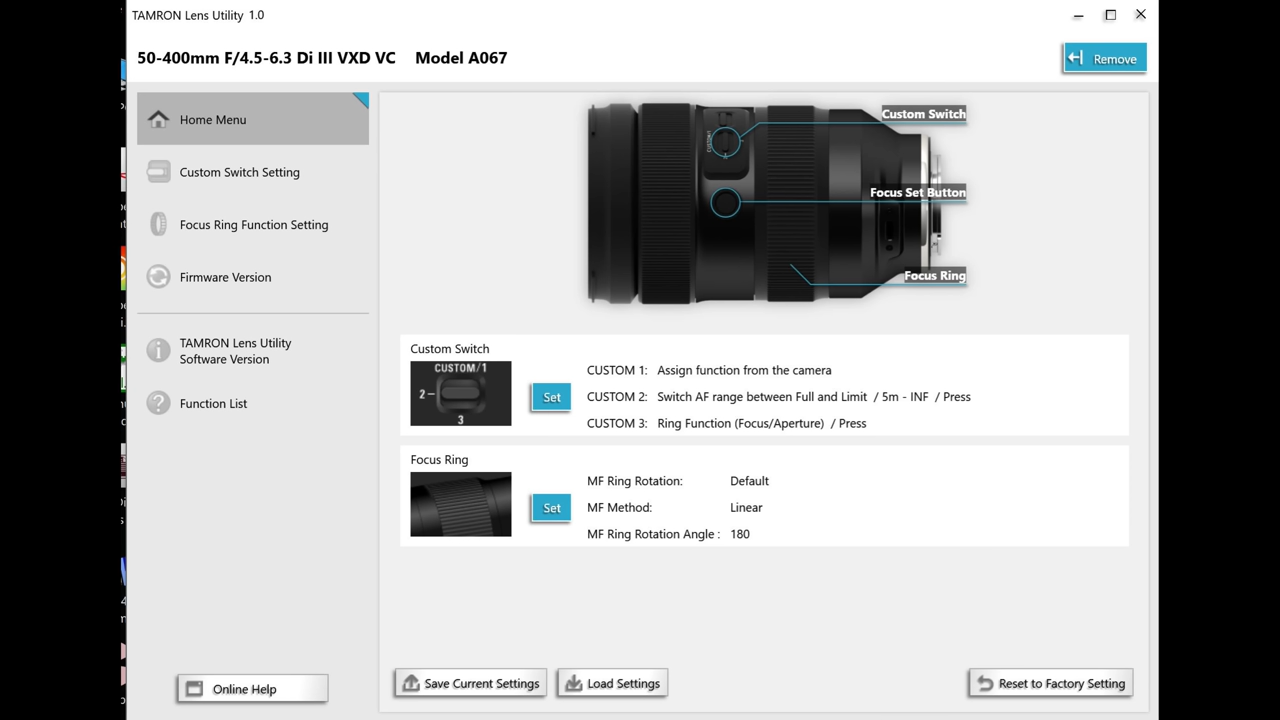 TAMRON Lens Utility 1.0
50-400mm F/4.5-6.3 Di III VXD VC Model A067
Remove
Home Menu
Custom Switch Setting
Focus Ring Function Setting
Firmware Version
TAMRON Lens Utility
Software Version
Function List
Online Help
Custom Switch
Focus Set Button
Focus Ring
Custom Switch
CUSTOM/1
2
3
Set
CUSTOM 1: Assign function from the camera
CUSTOM 2: Switch AF range between Full and Limit / 5m - INF / Press
CUSTOM 3: Ring Function (Focus/Aperture) / Press
Focus Ring
Set
MF Ring Rotation: Default
MF Method: Linear
MF Ring Rotation Angle : 180
Save Current Settings
Load Settings
Reset to Factory Setting